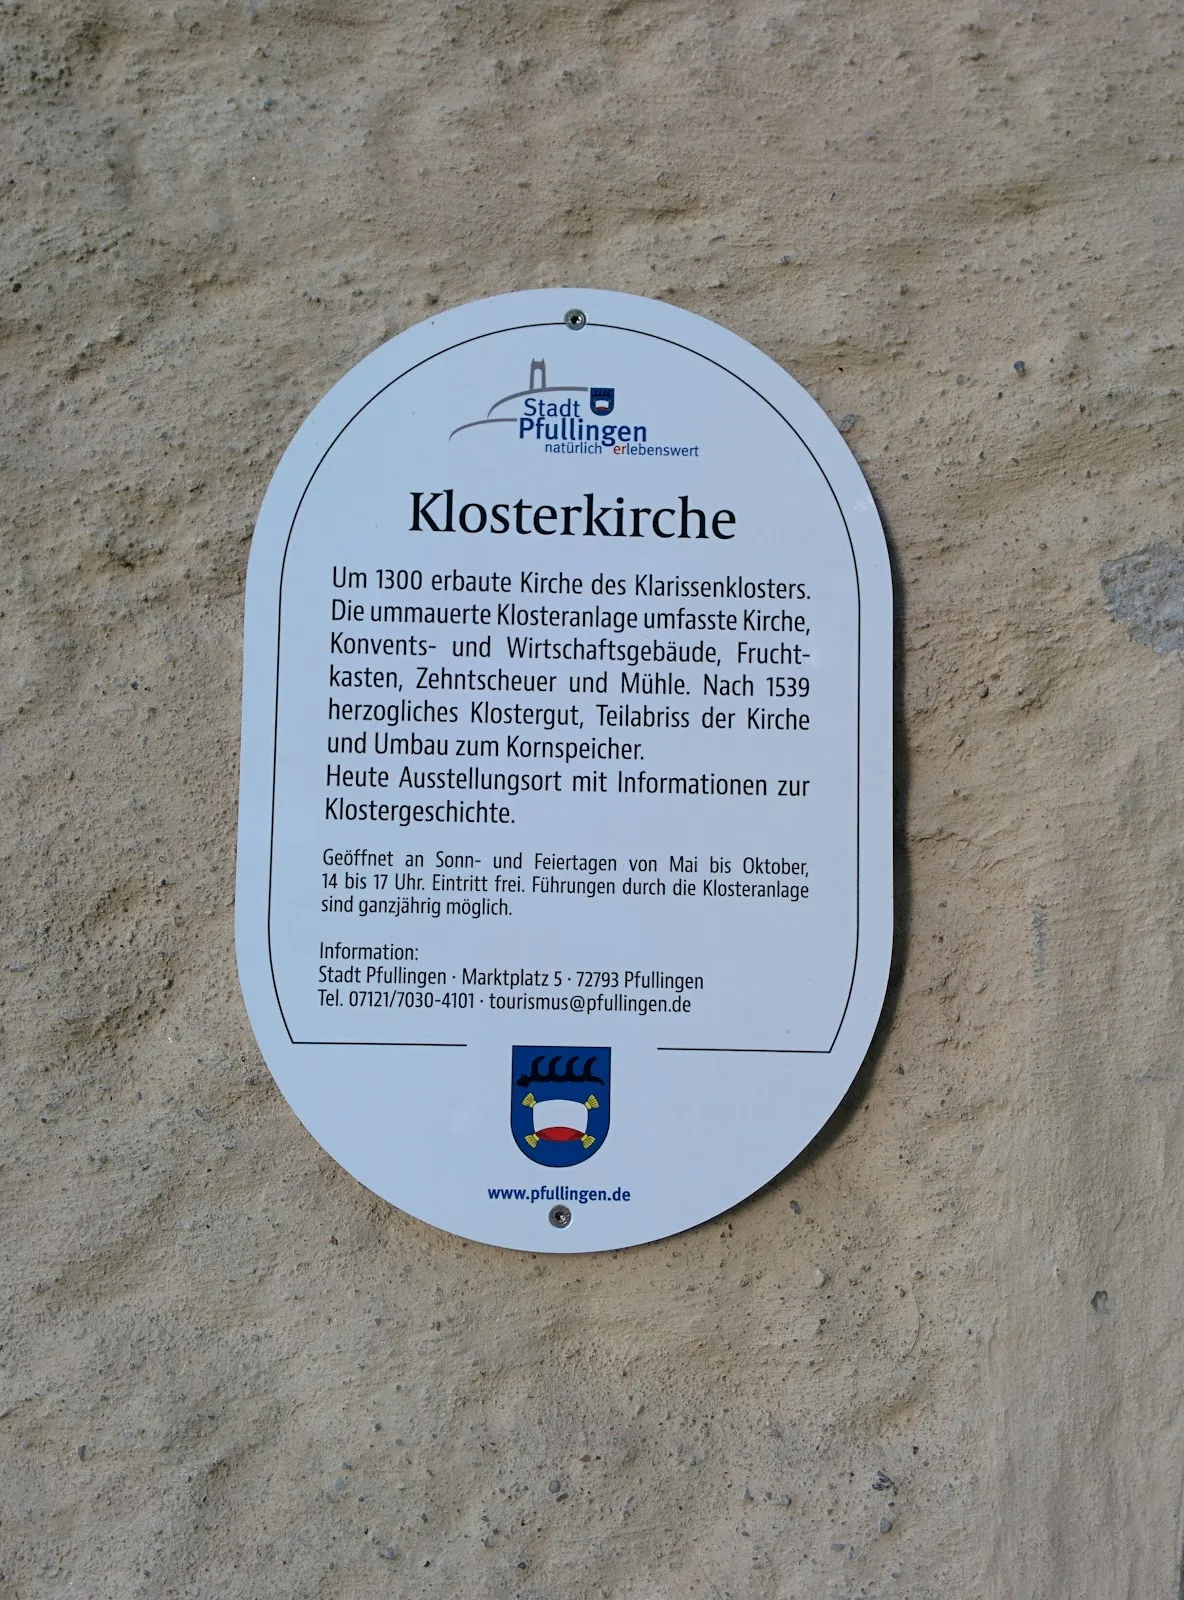 Stadt
Pfullingen
natürlich erlebenswert
Klosterkirche
Um 1300 erbaute Kirche des Klarissenklosters.
Die ummauerte Klosteranlage umfasste Kirche,
Konvents- und Wirtschaftsgebäude, Frucht-
kasten, Zehntscheuer und Mühle. Nach 1539
herzogliches Klostergut, Teilabriss der Kirche
und Umbau zum Kornspeicher.
Heute Ausstellungsort mit Informationen zur
Klostergeschichte.
Geöffnet an Sonn- und Feiertagen von Mai bis Oktober,
14 bis 17 Uhr. Eintritt frei. Führungen durch die Klosteranlage
sind ganzjährig möglich.
Information:
Stadt Pfullingen · Marktplatz 5 · 72793 Pfullingen
Tel. 07121/7030-4101 · tourismus@pfullingen.de
www.pfullingen.de